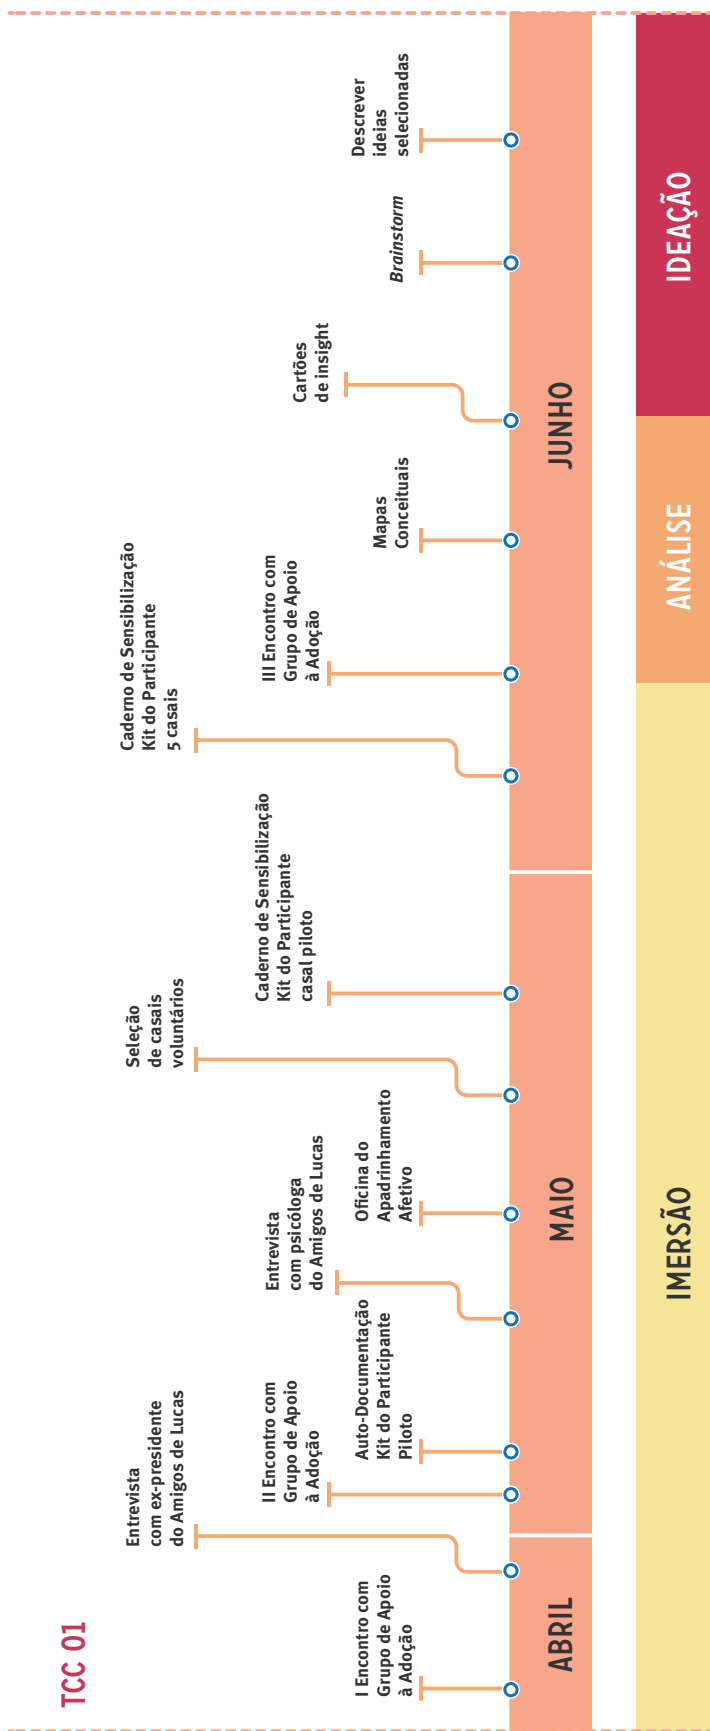 TCC 01
I Encontro com
Grupo de Apoio
à Adoção
Entrevista
com ex-presidente
do Amigos de Lucas
II Encontro com
Grupo de Apoio
à Adoção
Auto-Documentação
Kit do Participante
Piloto
Entrevista
com psicóloga
do Amigos de Lucas
Oficina do
Apadrinhamento
Afetivo
Seleção
de casais
voluntários
Caderno de Sensibilização
Kit do Participante
casal piloto
Caderno de Sensibilização
Kit do Participante
5 casais
III Encontro com
Grupo de Apoio
à Adoção
Mapas
Conceituais
Cartões
de insight
Brainstorm
Descrever
ideias
selecionadas
ABRIL
MAIO
JUNHO
IMERSÃO
ANÁLISE
IDEAÇÃO